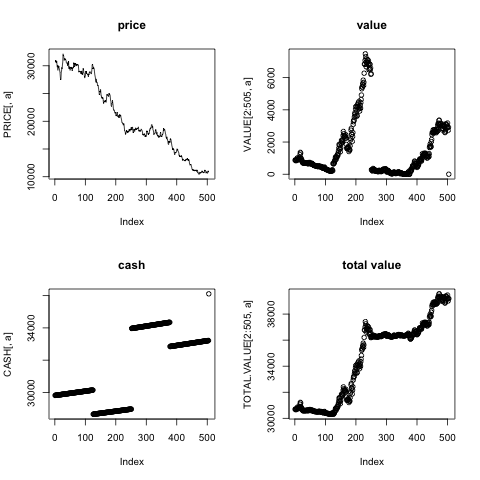 price
PRICE[, a]
30000
20000
10000
0 100 200 300 400 500
Index
value
VALUE[2:505, a]
6000
4000
2000
0
0 100 200 300 400 500
Index
cash
CASH[, a]
34000
30000
0 100 200 300 400 500
Index
total value
TOTAL.VALUE[2:505, a]
38000
34000
30000
0 100 200 300 400 500
Index